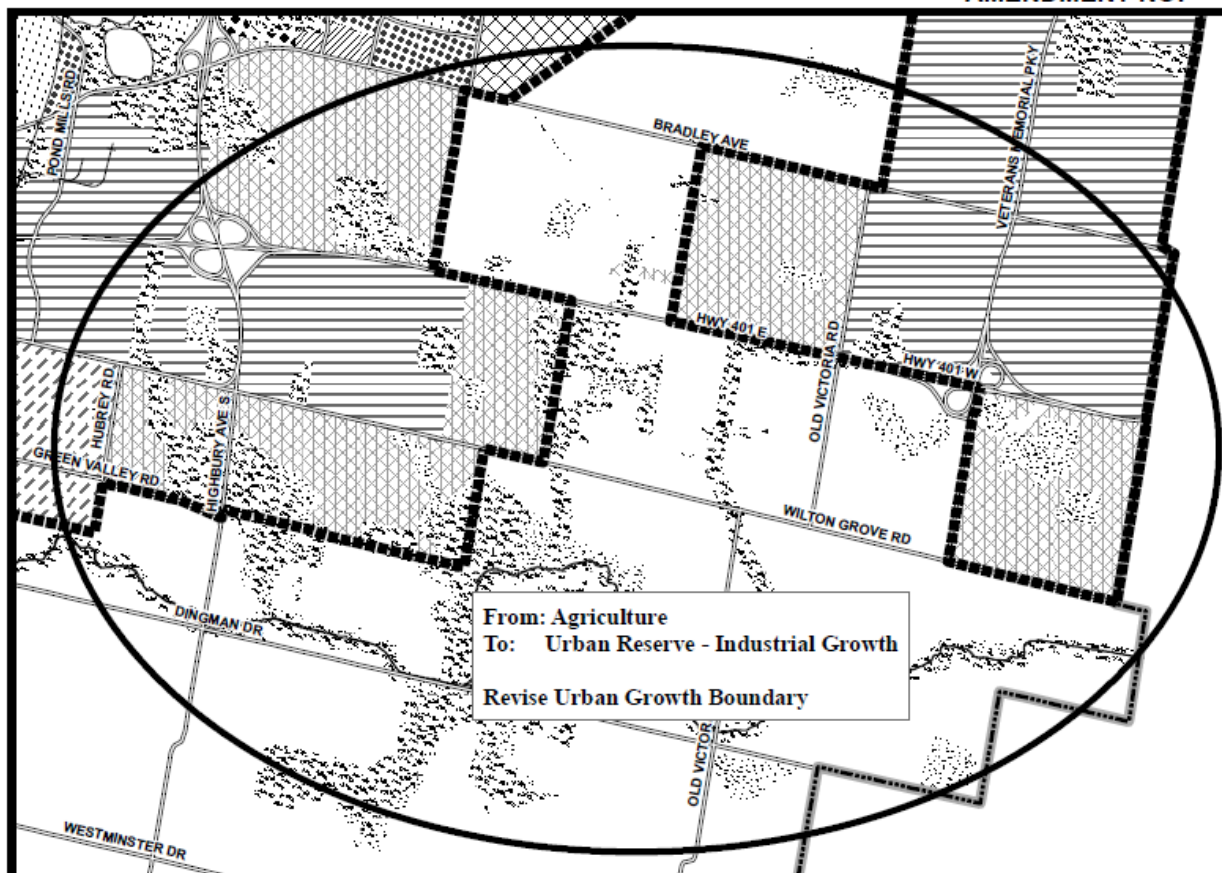 AMENDMENT NO.
POND MILLS RD
BRADLEY AVE
VETERANS MEMORIAL PKY
HWY 401 E
OLD VICTORIA RD
HWY 401 W
HUBREY RD
HIGHBURY AVE S
GREEN VALLEY RD
WILTON GROVE RD
From: Agriculture
To: Urban Reserve - Industrial Growth
Revise Urban Growth Boundary
DINGMAN DR
OLD VICTOR
WESTMINSTER DR